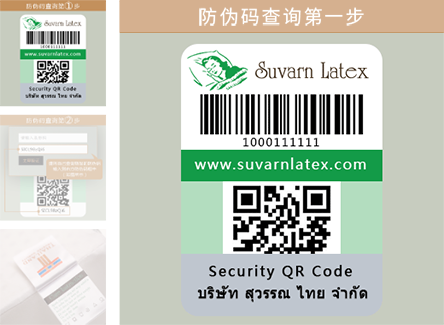 防伪码查询第①步
Suvarn Latex
1000111111
Security QR Code
บริษัท สุวรรณ ไทย จำกัด
防伪码查询第②步
防伪码查询第一步
Suvarn Latex
1000111111
www.suvarnlatex.com
Security QR Code
บริษัท สุวรรณ ไทย จำกัด